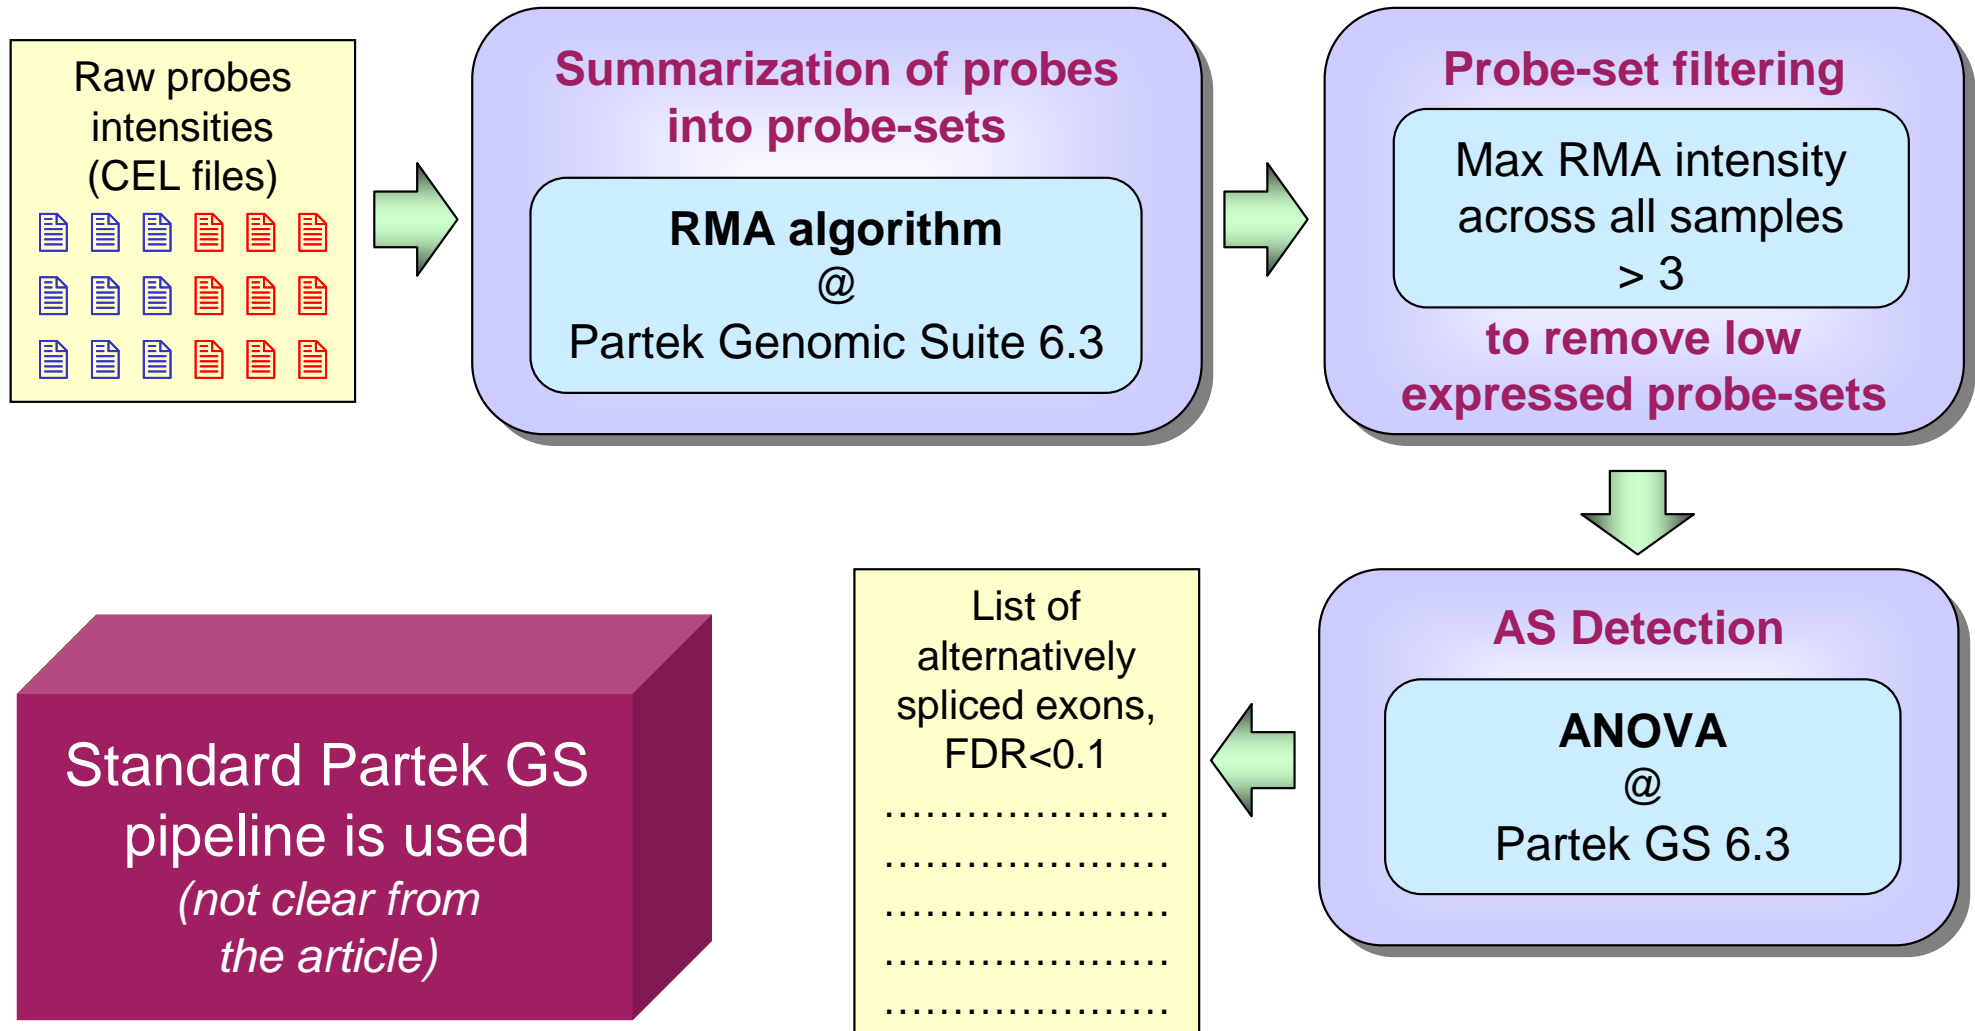 Raw probes
intensities
(CEL files)
Summarization of probes
into probe-sets
RMA algorithm
@
Partek Genomic Suite 6.3
Probe-set filtering
Max RMA intensity
across all samples
> 3
to remove low
expressed probe-sets
AS Detection
ANOVA
@
Partek GS 6.3
List of
alternatively
spliced exons,
FDR<0.1
.....................
.....................
.....................
.....................
.....................
Standard Partek GS
pipeline is used
(not clear from
the article)